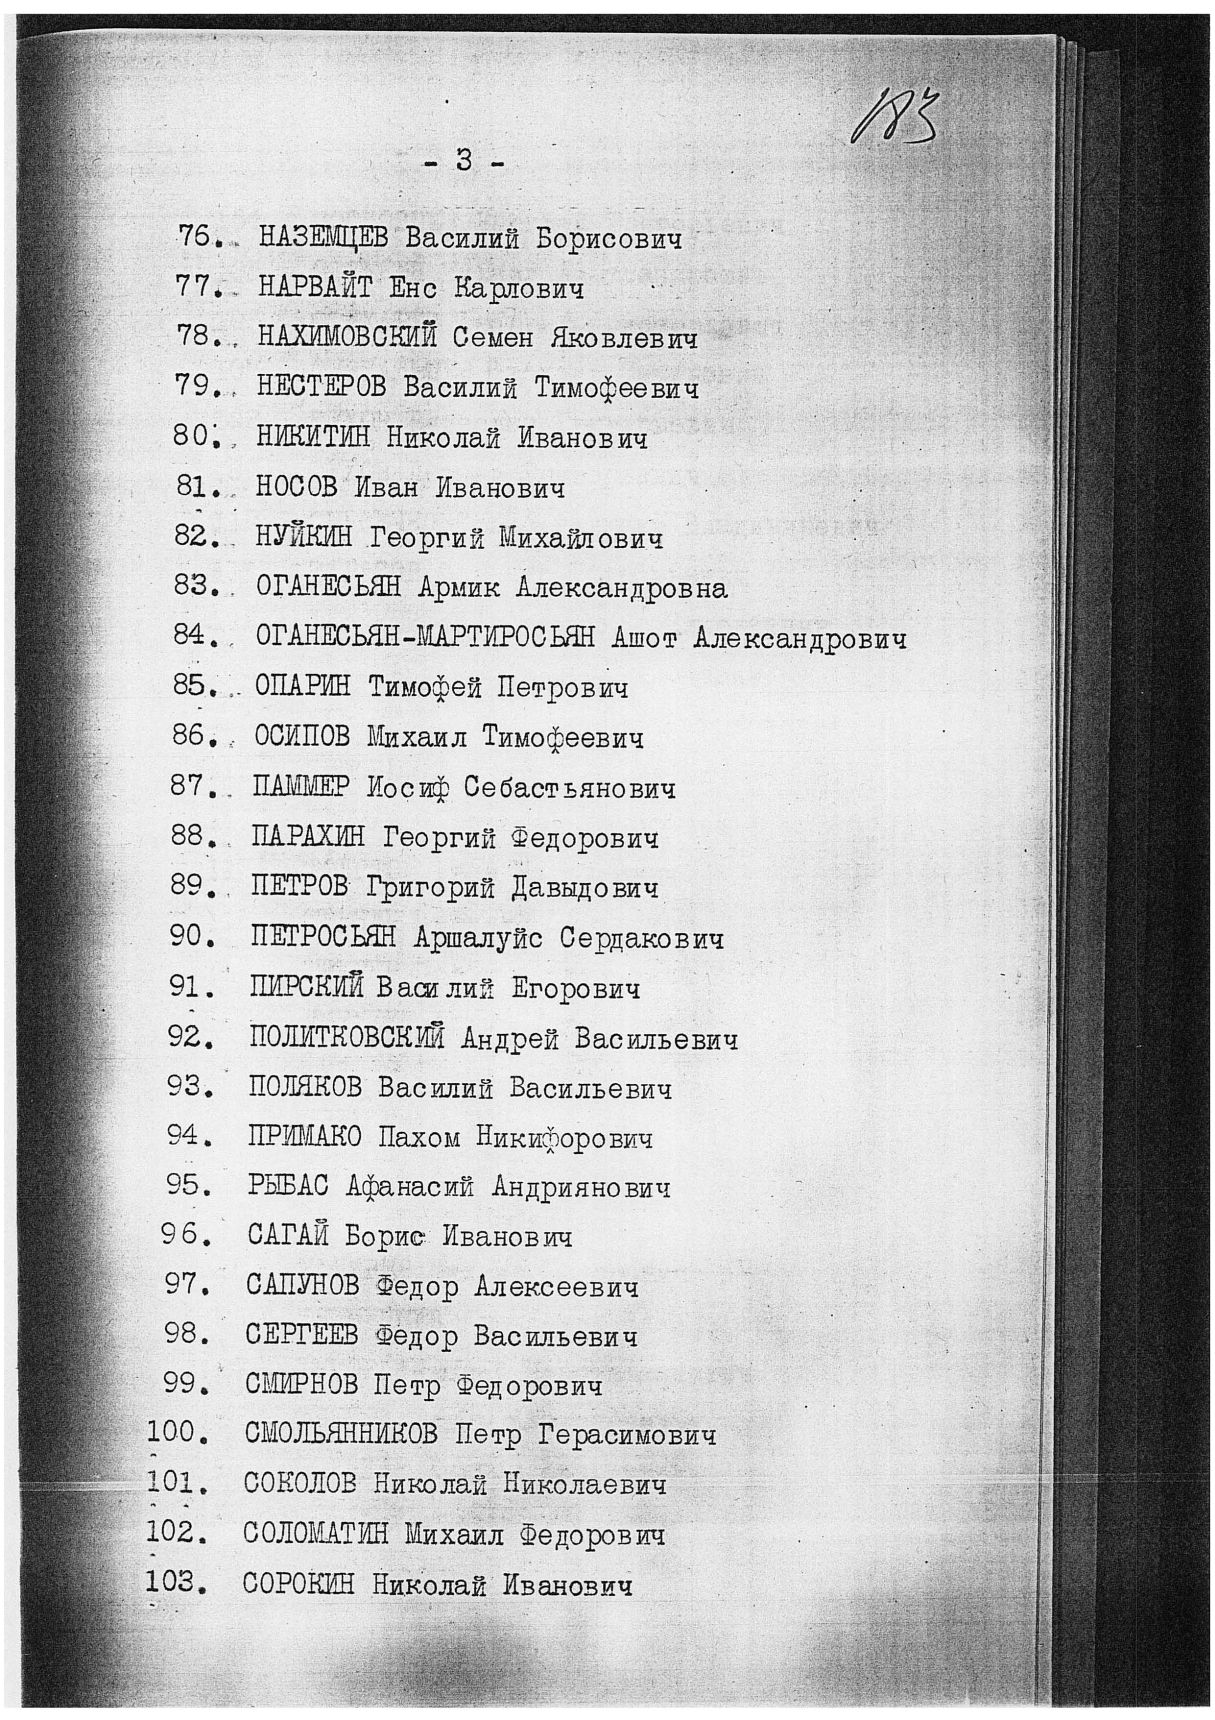 183
- 3 -
76. НАЗЕМЦЕВ Василий Борисович
77. НАРВАЙТ Енс Карлович
78. НАХИМОВСКИЙ Семен Яковлевич
79. НЕСТЕРОВ Василий Тимофеевич
80. НИКИТИН Николай Иванович
81. НОСОВ Иван Иванович
82. НУЙКИН Георгий Михайлович
83. ОГАНЕСЬЯН Армик Александровна
84. ОГАНЕСЬЯН-МАРТИРОСЬЯН Ашот Александрович
85. ОПАРИН Тимофей Петрович
86. ОСИПОВ Михаил Тимофеевич
87. ПАММЕР Иосиф Себастьянович
88. ПАРАХИН Георгий Федорович
89. ПЕТРОВ Григорий Давыдович
90. ПЕТРОСЬЯН Аршалуйс Сердакович
91. ПИРСКИЙ Василий Егорович
92. ПОЛИТКОВСКИЙ Андрей Васильевич
93. ПОЛЯКОВ Василий Васильевич
94. ПРИМАКО Пахом Никифорович
95. РЫБАС Афанасий Андриянович
96. САГАЙ Борис Иванович
97. САПУНОВ Федор Алексеевич
98. СЕРГЕЕВ Федор Васильевич
99. СМИРНОВ Петр Федорович
100. СМОЛЬЯННИКОВ Петр Герасимович
101. СОКОЛОВ Николай Николаевич
102. СОЛОМАТИН Михаил Федорович
103. СОРОКИН Николай Иванович